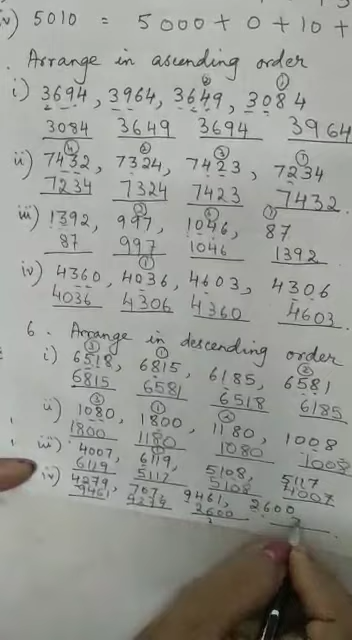 iv) 5010 = 5000 + 0 + 10 +
Arrange in ascending order
i) 3694, 3964, 3649, 3084
3084 3649 3694 3964
ii) 7432, 7324, 7423, 7234
7234 7324 7423 7432
iii) 1392, 997, 1046, 87
87 997 1046 1392
iv) 4360, 4036, 4603, 4306
4036 4306 4360 4603
6. Arrange in descending order
i) 6518, 6815, 6185, 6581
6815 6581 6518 6185
ii) 1080, 1800, 1180, 1008
1800 1180 1080 1008
iii) 4007, 6119, 5108, 5117
6119 5117 5108 4007
iv) 4279, 707, 9461, 2600
9461 4279 2600